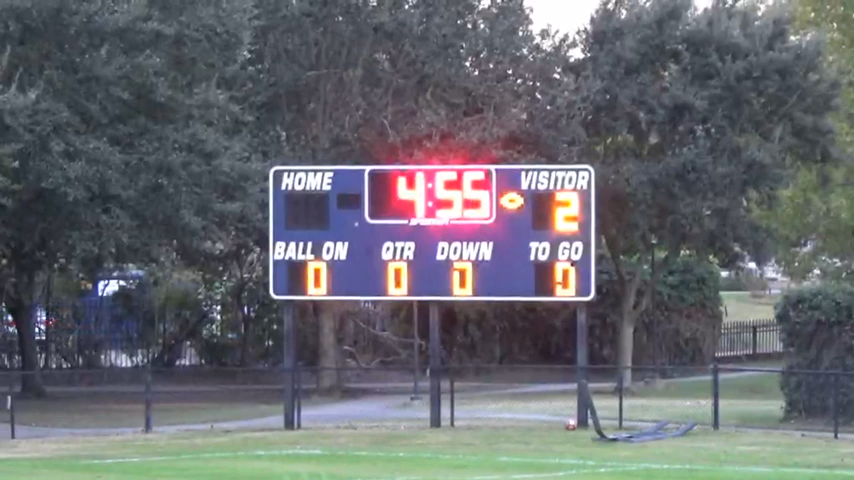 HOME 4:55 VISITOR
2
BALL ON QTR DOWN TO GO
0 0 0 0